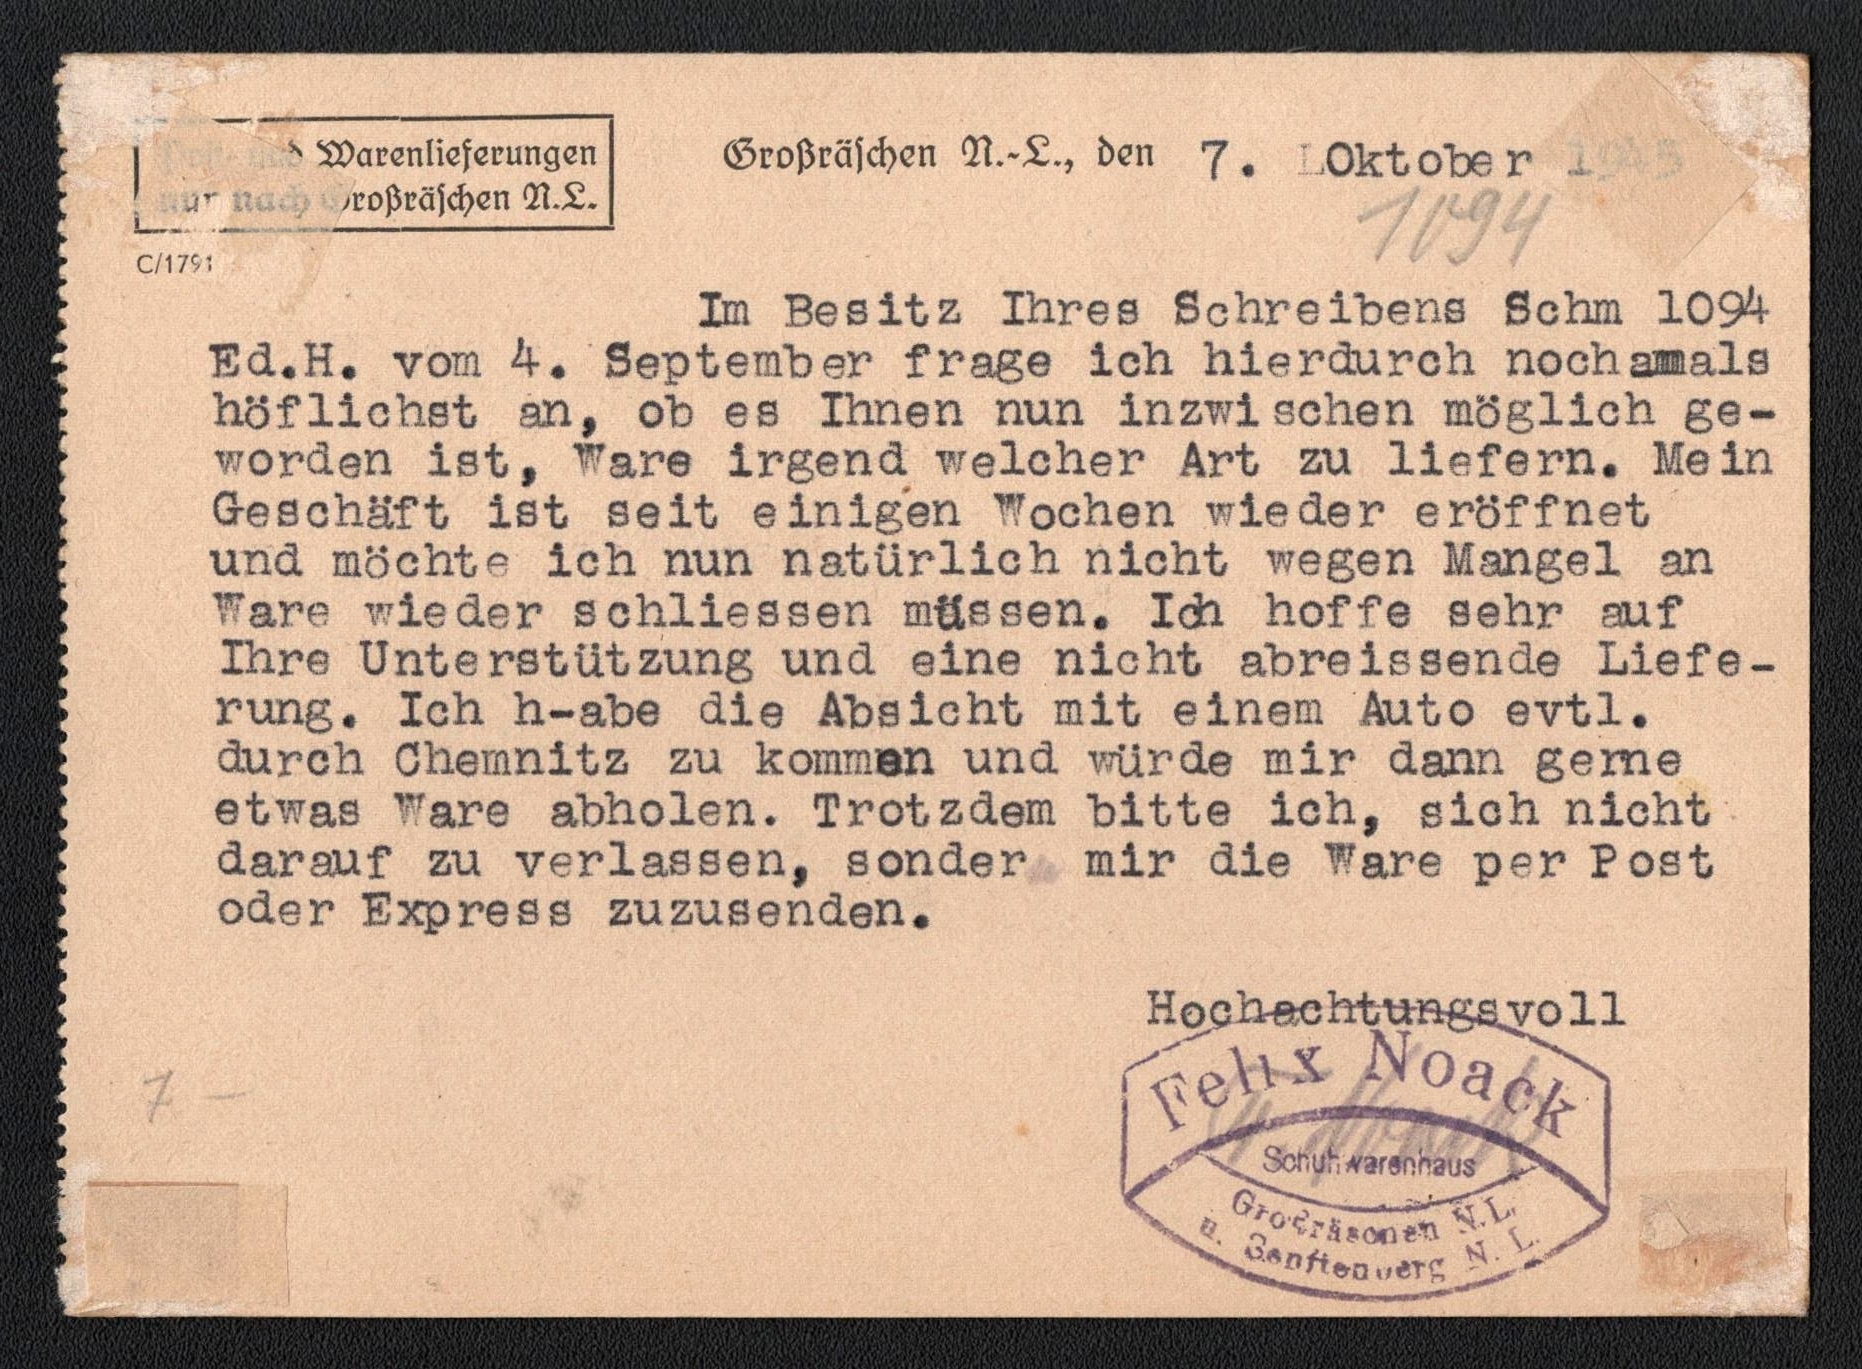 und Warenlieferungen
nur nach Großräschen N.L.
C/1791
Großräschen N.-L., den 7. Oktober 1945
1094
Im Besitz Ihres Schreibens Schm 1094
Ed.H. vom 4. September frage ich hierdurch nochammals
höflichst an, ob es Ihnen nun inzwischen möglich ge-
worden ist, Ware irgend welcher Art zu liefern. Mein
Geschäft ist seit einigen Wochen wieder eröffnet
und möchte ich nun natürlich nicht wegen Mangel an
Ware wieder schliessen müssen. Ich hoffe sehr auf
Ihre Unterstützung und eine nicht abreissende Liefe-
rung. Ich h-abe die Absicht mit einem Auto evtl.
durch Chemnitz zu kommen und würde mir dann gerne
etwas Ware abholen. Trotzdem bitte ich, sich nicht
darauf zu verlassen, sonder mir die Ware per Post
oder Express zuzusenden.
Hochachtungsvoll
Felix Noack
Schuhwarenhaus
Großräschen N.L.
u. Senftenberg N. L.
7 —